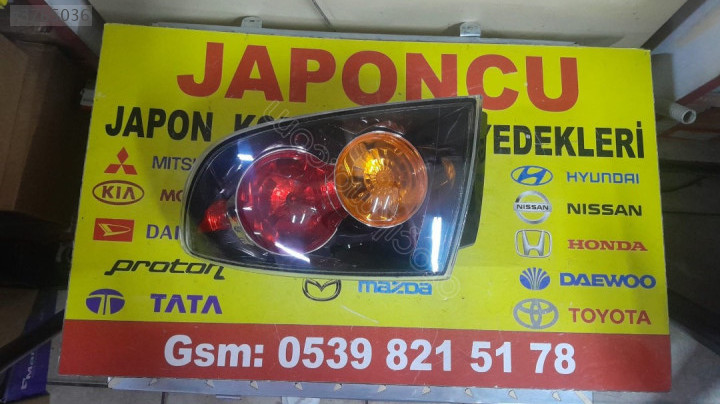 JAPONCU
JAPON YEDEKLERİ
HYUNDAI
KIA
NISSAN
HONDA
proton
DAEWOO
TATA
mazda
TOYOTA
Gsm: 0539 821 51 78